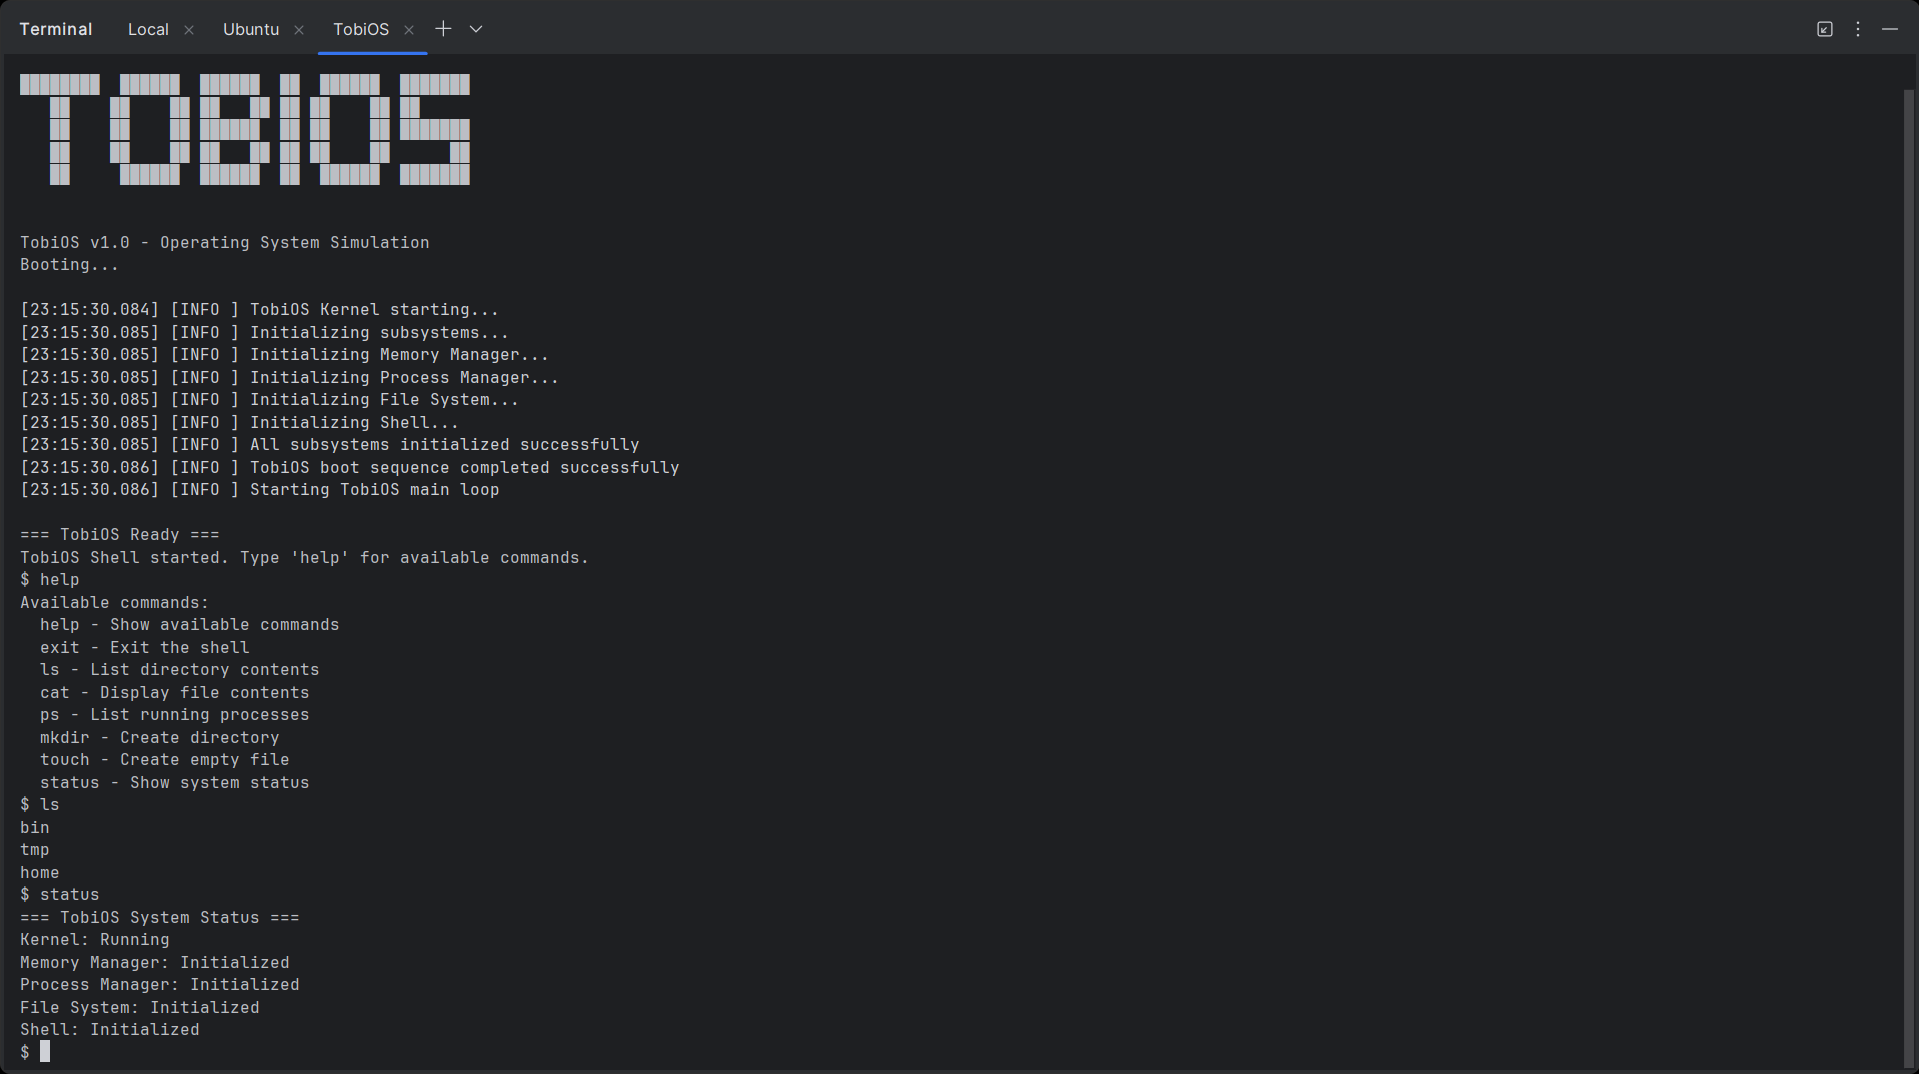 Terminal Local Ubuntu TobiOS
TOBIOS
TobiOS v1.0 - Operating System Simulation
Booting...
[23:15:30.084] [INFO ] TobiOS Kernel starting...
[23:15:30.085] [INFO ] Initializing subsystems...
[23:15:30.085] [INFO ] Initializing Memory Manager...
[23:15:30.085] [INFO ] Initializing Process Manager...
[23:15:30.085] [INFO ] Initializing File System...
[23:15:30.085] [INFO ] Initializing Shell...
[23:15:30.085] [INFO ] All subsystems initialized successfully
[23:15:30.086] [INFO ] TobiOS boot sequence completed successfully
[23:15:30.086] [INFO ] Starting TobiOS main loop
=== TobiOS Ready ===
TobiOS Shell started. Type 'help' for available commands.
$ help
Available commands:
  help - Show available commands
  exit - Exit the shell
  ls - List directory contents
  cat - Display file contents
  ps - List running processes
  mkdir - Create directory
  touch - Create empty file
  status - Show system status
$ ls
bin
tmp
home
$ status
=== TobiOS System Status ===
Kernel: Running
Memory Manager: Initialized
Process Manager: Initialized
File System: Initialized
Shell: Initialized
$